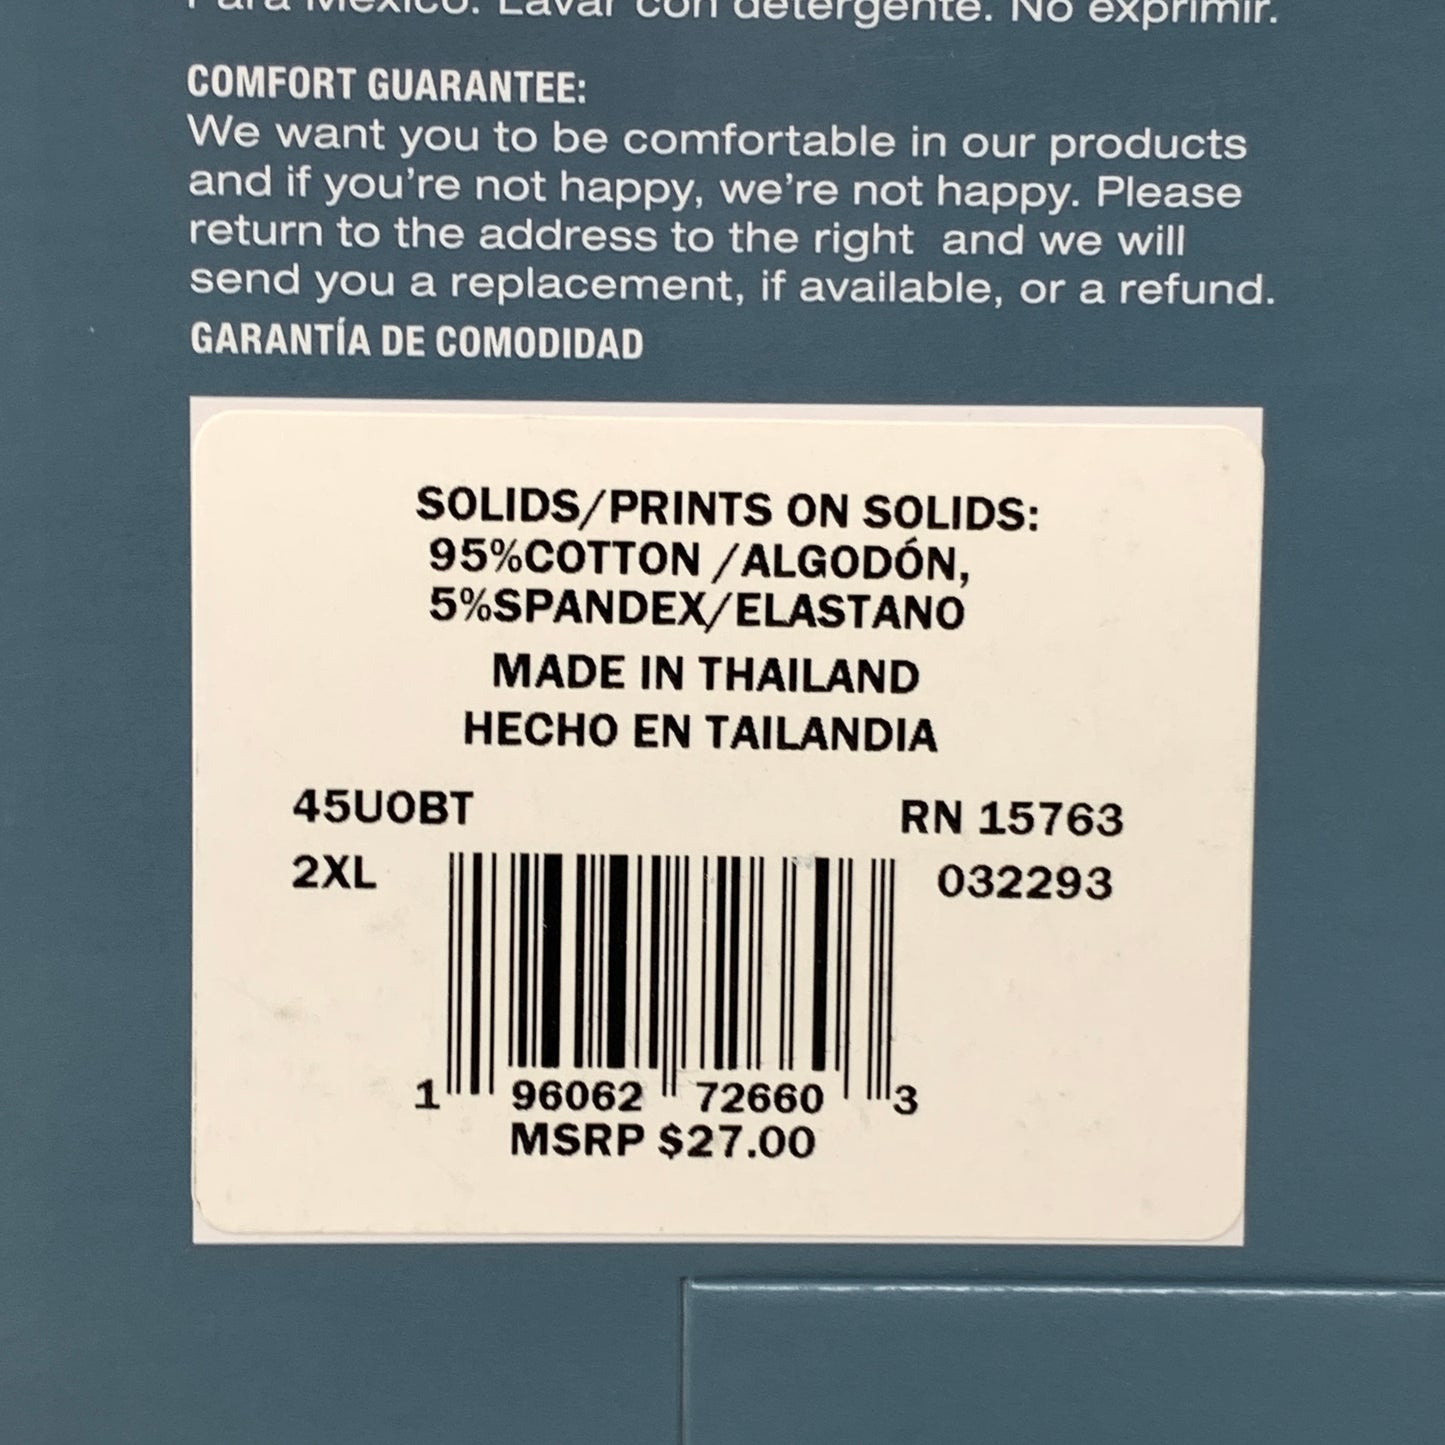 Para México. Lavar con detergente. No exprimir.
COMFORT GUARANTEE:
We want you to be comfortable in our products
and if you're not happy, we're not happy. Please
return to the address to the right and we will
send you a replacement, if available, or a refund.
GARANTÍA DE COMODIDAD
SOLIDS/PRINTS ON SOLIDS:
95%COTTON /ALGODÓN,
5%SPANDEX/ELASTANO
MADE IN THAILAND
HECHO EN TAILANDIA
45UOBT RN 15763
2XL 032293
1 96062 72660 3
MSRP $27.00